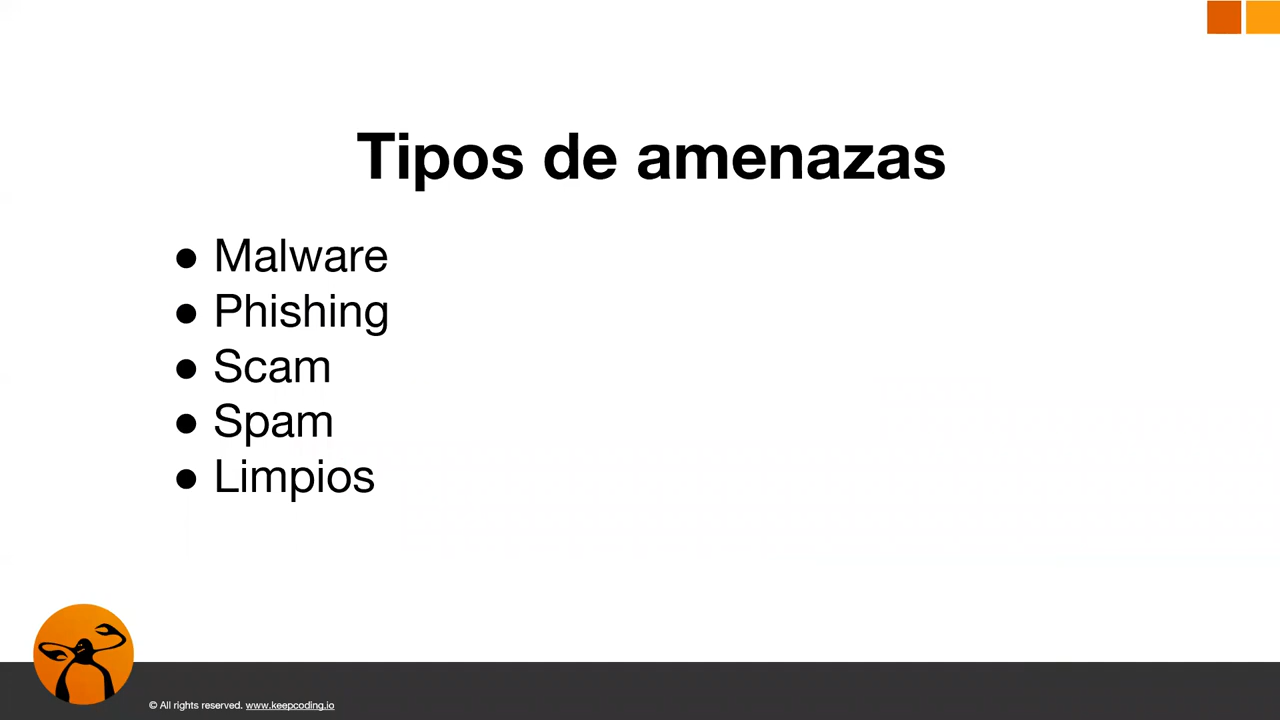 Tipos de amenazas
● Malware
● Phishing
● Scam
● Spam
● Limpios
© All rights reserved. www.keepcoding.io